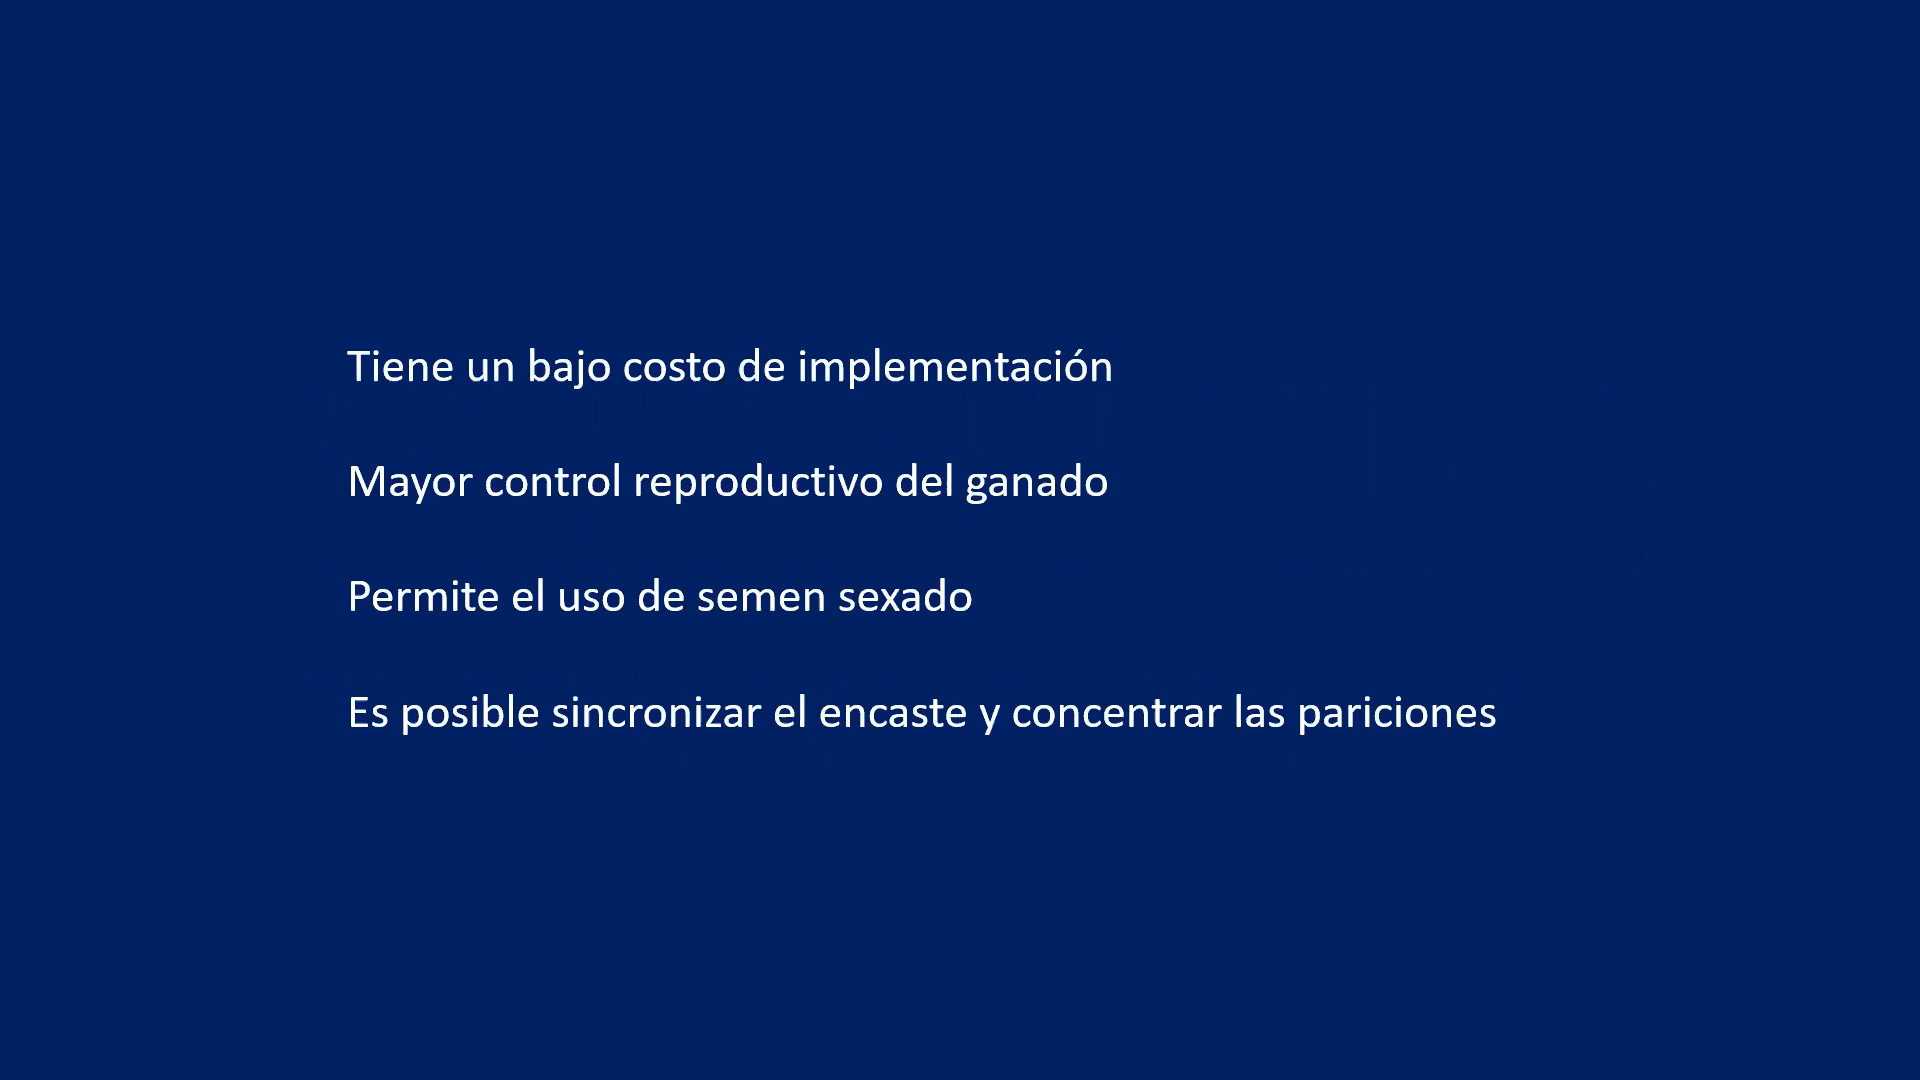 Tiene un bajo costo de implementación
Mayor control reproductivo del ganado
Permite el uso de semen sexado
Es posible sincronizar el encaste y concentrar las pariciones